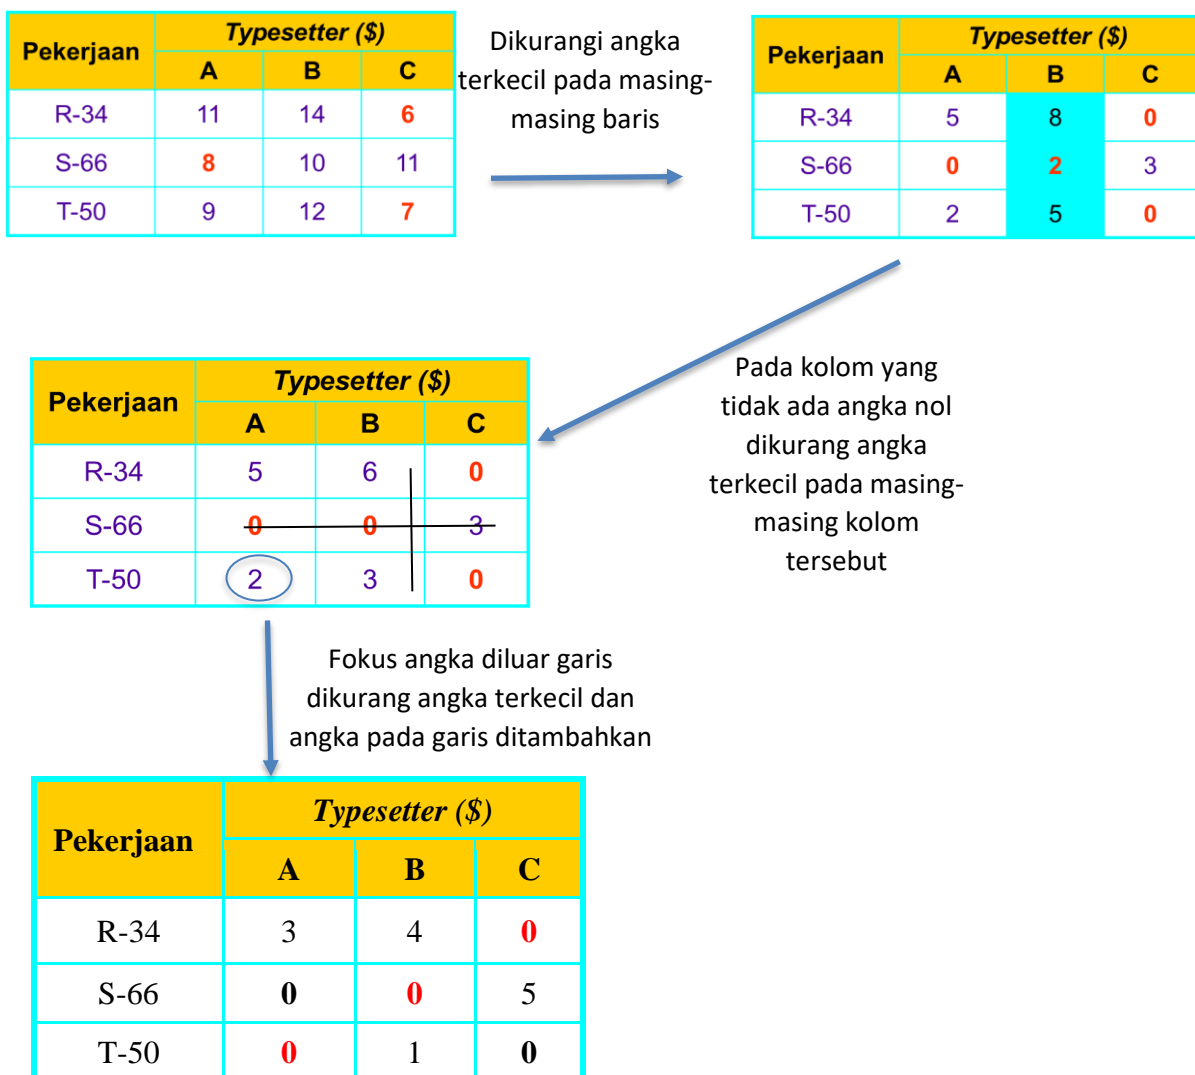 Pekerjaan Typesetter ($)
A B C
R-34 11 14 6
S-66 8 10 11
T-50 9 12 7
Dikurangi angka
terkecil pada masing-
masing baris
Pekerjaan Typesetter ($)
A B C
R-34 5 8 0
S-66 0 2 3
T-50 2 5 0
Pada kolom yang
tidak ada angka nol
dikurang angka
terkecil pada masing-
masing kolom
tersebut
Pekerjaan Typesetter ($)
A B C
R-34 5 6 0
S-66 0 0 3
T-50 2 3 0
Fokus angka diluar garis
dikurang angka terkecil dan
angka pada garis ditambahkan
Pekerjaan Typesetter ($)
A B C
R-34 3 4 0
S-66 0 0 5
T-50 0 1 0